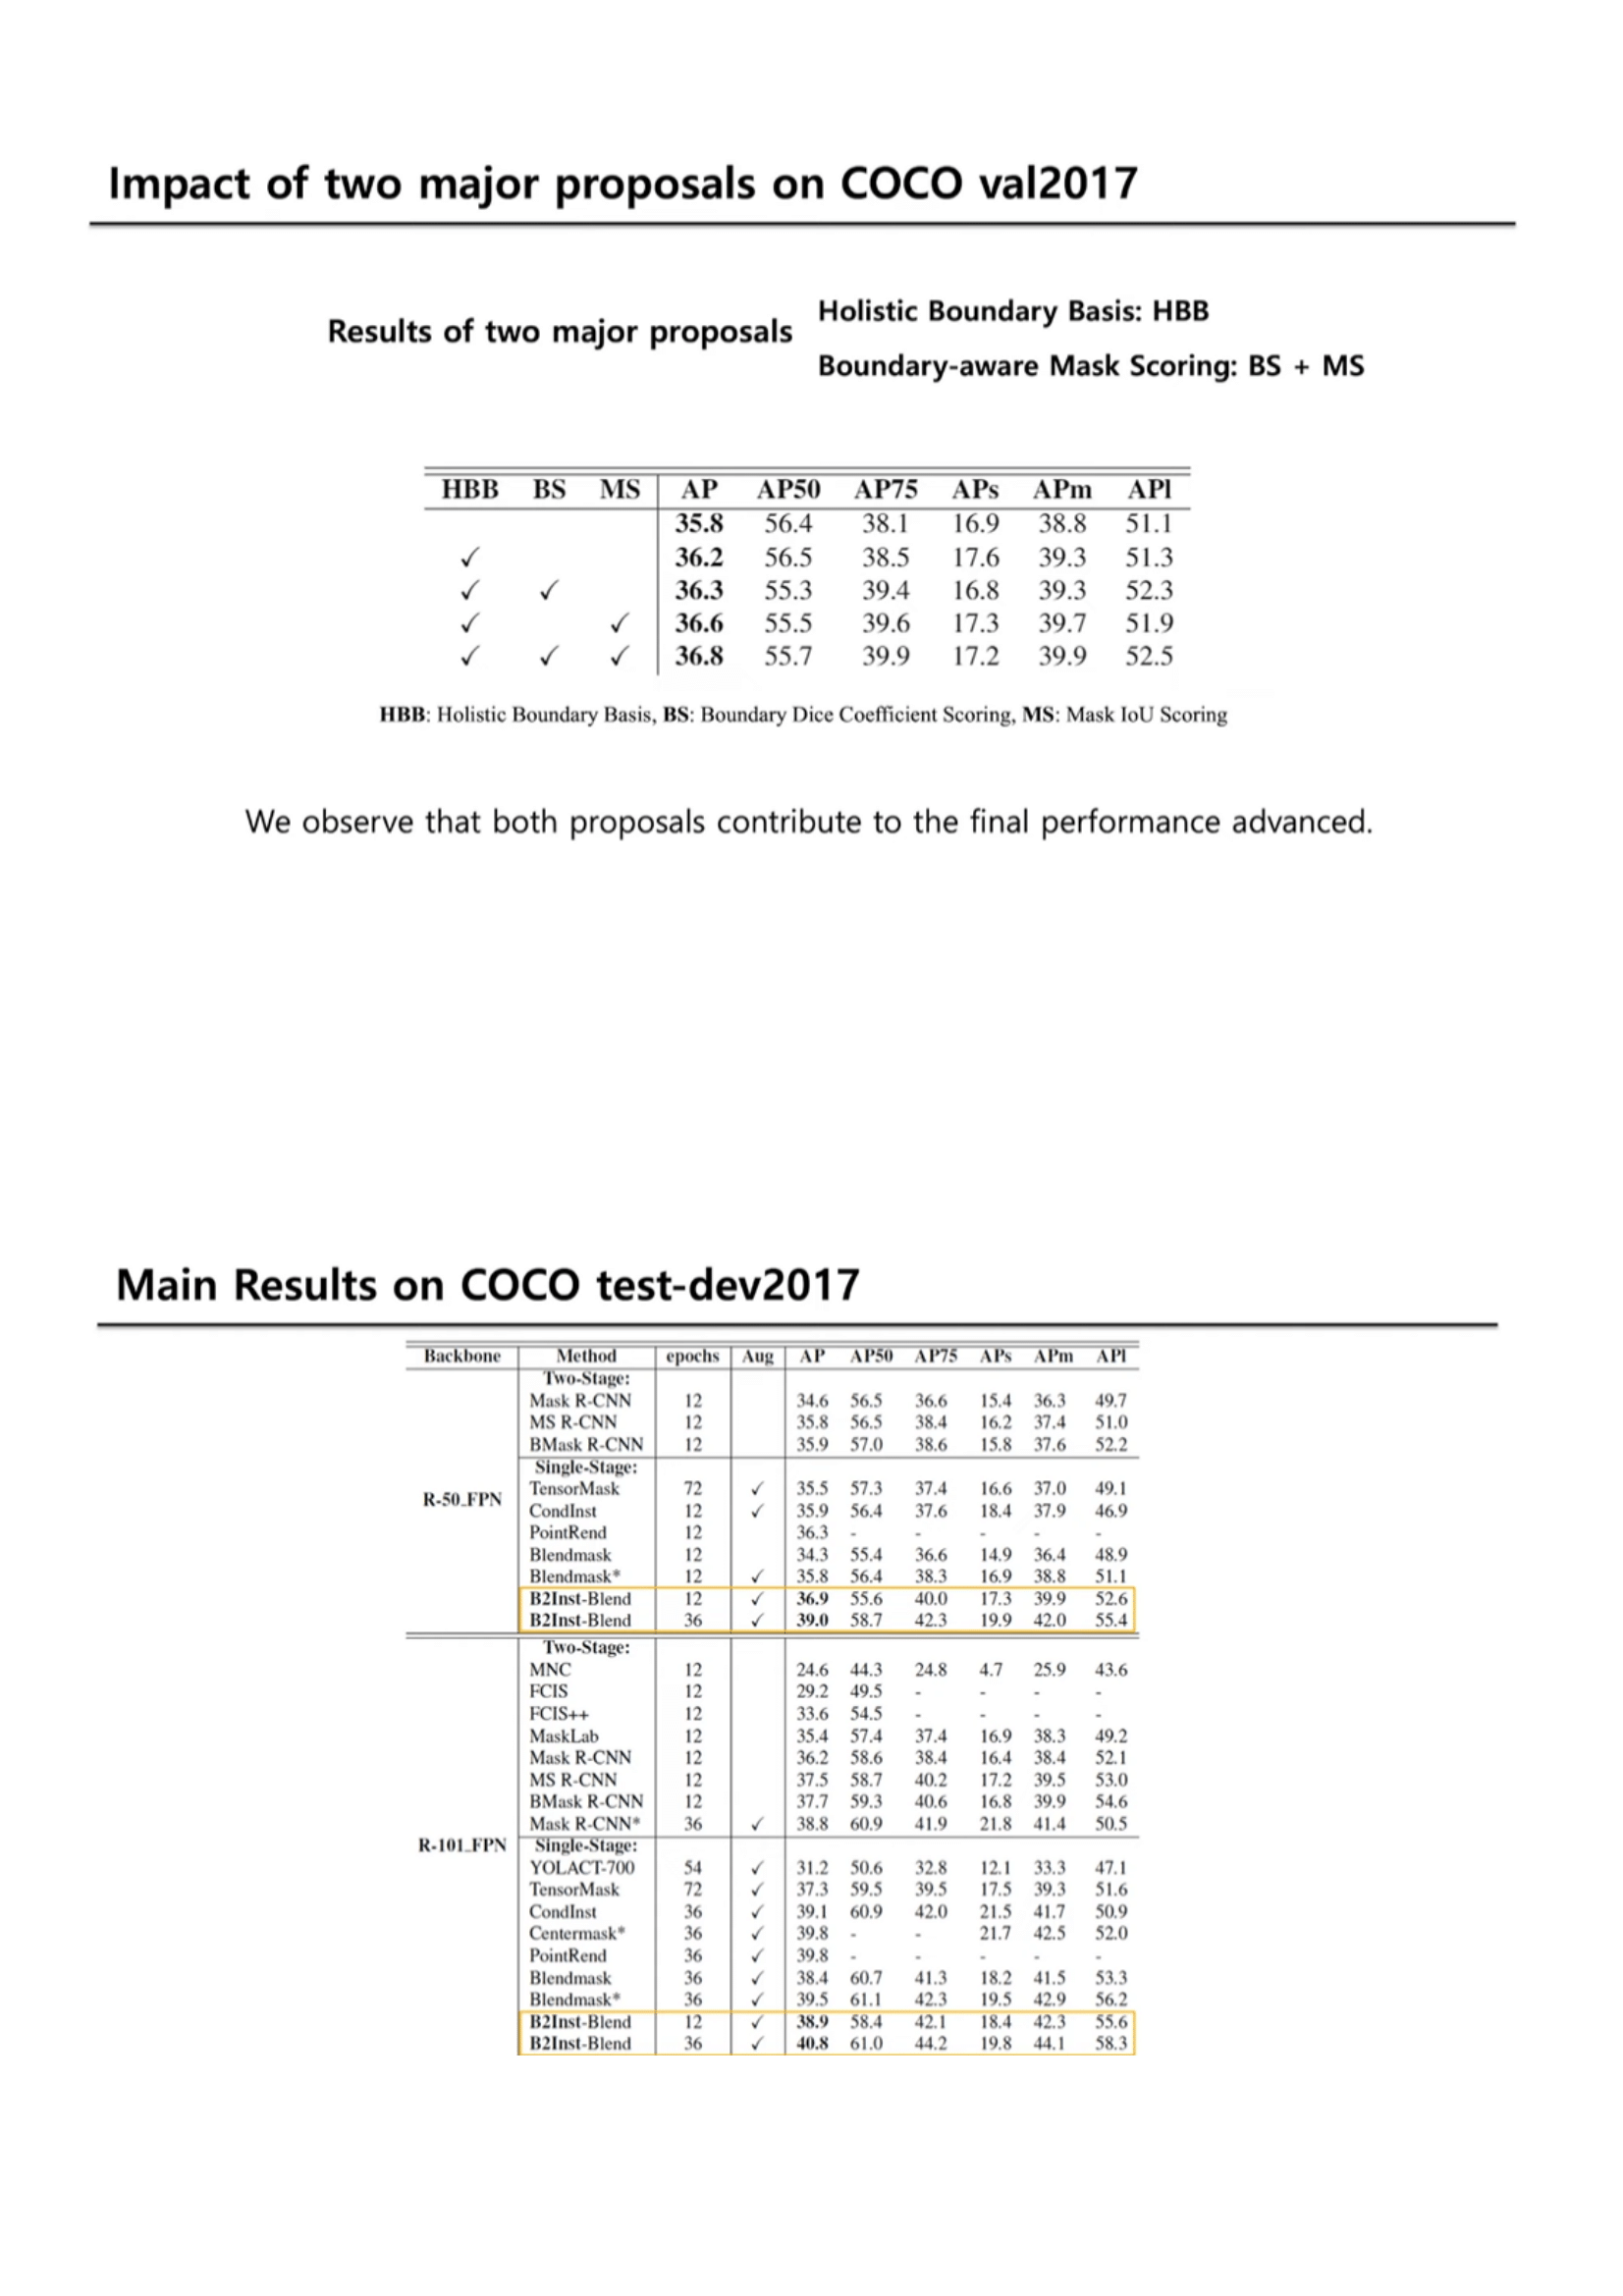 Impact of two major proposals on COCO val2017
Results of two major proposals
Holistic Boundary Basis: HBB
Boundary-aware Mask Scoring: BS + MS
HBB BS MS AP AP50 AP75 APs APm APl
35.8 56.4 38.1 16.9 38.8 51.1
✓ 36.2 56.5 38.5 17.6 39.3 51.3
✓ ✓ 36.3 55.3 39.4 16.8 39.3 52.3
✓ ✓ 36.6 55.5 39.6 17.3 39.7 51.9
✓ ✓ ✓ 36.8 55.7 39.9 17.2 39.9 52.5
HBB: Holistic Boundary Basis, BS: Boundary Dice Coefficient Scoring, MS: Mask IoU Scoring
We observe that both proposals contribute to the final performance advanced.
Main Results on COCO test-dev2017
Backbone Method epochs Aug AP AP50 AP75 APs APm APl
Two-Stage:
Mask R-CNN 12 34.6 56.5 36.6 15.4 36.3 49.7
MS R-CNN 12 35.8 56.5 38.4 16.2 37.4 51.0
BMask R-CNN 12 35.9 57.0 38.6 15.8 37.6 52.2
Single-Stage:
TensorMask 72 ✓ 35.5 57.3 37.4 16.6 37.0 49.1
R-50_FPN
CondInst 12 ✓ 35.9 56.4 37.6 18.4 37.9 46.9
PointRend 12 36.3 - - - - -
Blendmask 12 34.3 55.4 36.6 14.9 36.4 48.9
Blendmask* 12 ✓ 35.8 56.4 38.3 16.9 38.8 51.1
B2Inst-Blend 12 ✓ 36.9 55.6 40.0 17.3 39.9 52.6
B2Inst-Blend 36 ✓ 39.0 58.7 42.3 19.9 42.0 55.4
Two-Stage:
MNC 12 24.6 44.3 24.8 4.7 25.9 43.6
FCIS 12 29.2 49.5 - - - -
FCIS++ 12 33.6 54.5 - - - -
MaskLab 12 35.4 57.4 37.4 16.9 38.3 49.2
Mask R-CNN 12 36.2 58.6 38.4 16.4 38.4 52.1
MS R-CNN 12 37.5 58.7 40.2 17.2 39.5 53.0
BMask R-CNN 12 37.7 59.3 40.6 16.8 39.9 54.6
Mask R-CNN* 36 ✓ 38.8 60.9 41.9 21.8 41.4 50.5
R-101_FPN Single-Stage:
YOLACT-700 54 ✓ 31.2 50.6 32.8 12.1 33.3 47.1
TensorMask 72 ✓ 37.3 59.5 39.5 17.5 39.3 51.6
CondInst 36 ✓ 39.1 60.9 42.0 21.5 41.7 50.9
Centermask* 36 ✓ 39.8 - - 21.7 42.5 52.0
PointRend 36 ✓ 39.8 - - - - -
Blendmask 36 ✓ 38.4 60.7 41.3 18.2 41.5 53.3
Blendmask* 36 ✓ 39.5 61.1 42.3 19.5 42.9 56.2
B2Inst-Blend 12 ✓ 38.9 58.4 42.1 18.4 42.3 55.6
B2Inst-Blend 36 ✓ 40.8 61.0 44.2 19.8 44.1 58.3